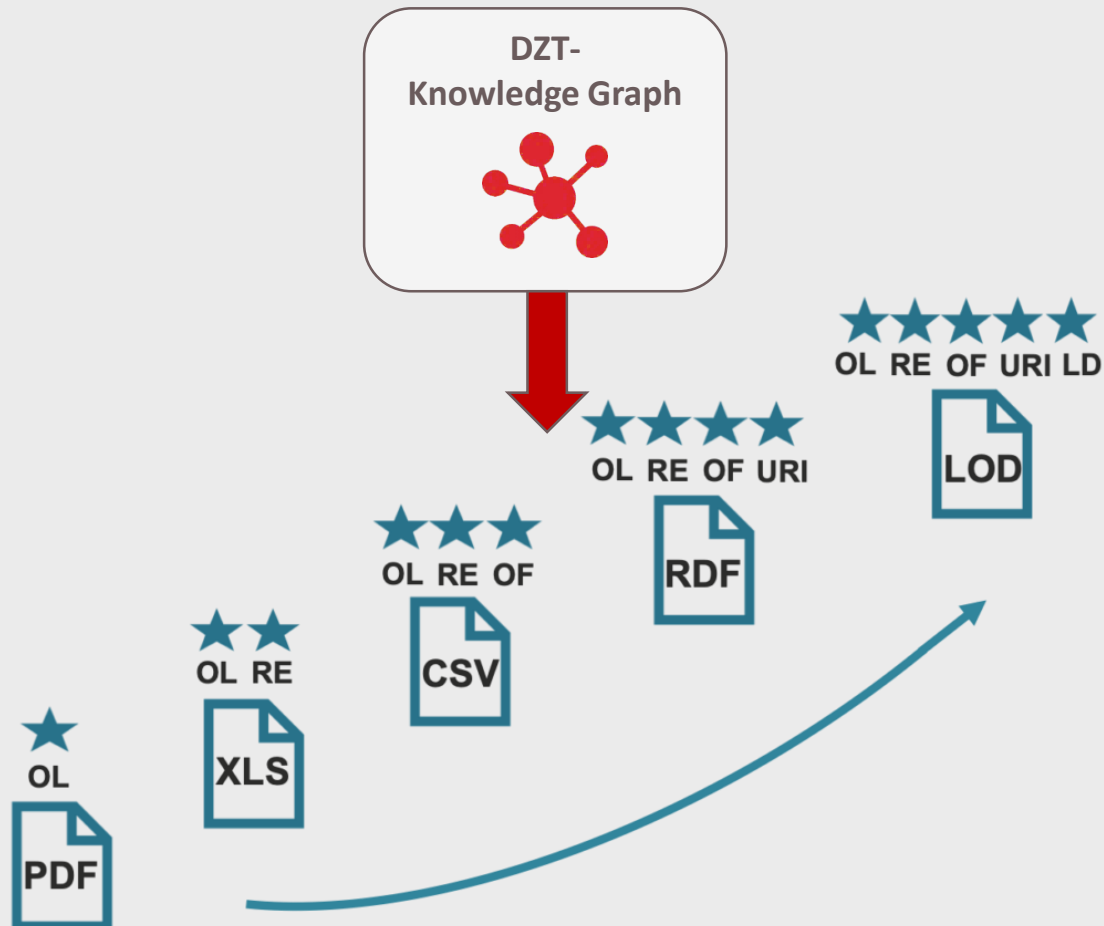 DZT-
Knowledge Graph
OL RE OF URI LD
LOD
OL RE OF URI
RDF
OL RE OF
CSV
OL RE
XLS
OL
PDF